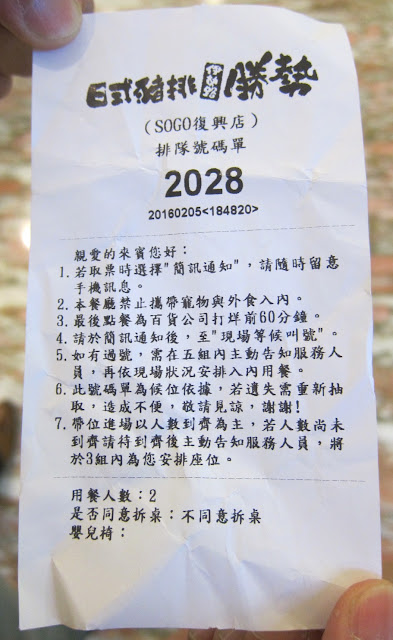 日式豬排
勝勢
(SOGO復興店)
排隊號碼單
2028
20160205<184820>
親愛的來賓您好：
1.若取票時選擇"簡訊通知"，請隨時留意
手機訊息。
2.本餐廳禁止攜帶寵物與外食入內。
3.最後點餐為百貨公司打烊前60分鐘。
4.請於簡訊通知後，至"現場等候叫號"。
5.如有過號，需在五組內主動告知服務人
員，再依現場狀況安排入內用餐。
6.此號碼單為候位依據，若遺失需重新抽
取，造成不便，敬請見諒，謝謝!
7.帶位進場以人數到齊為主，若人數尚未
到齊請待到齊後主動告知服務人員，將
於3組內為您安排座位。
用餐人數：2
是否同意拆桌：不同意拆桌
嬰兒椅：